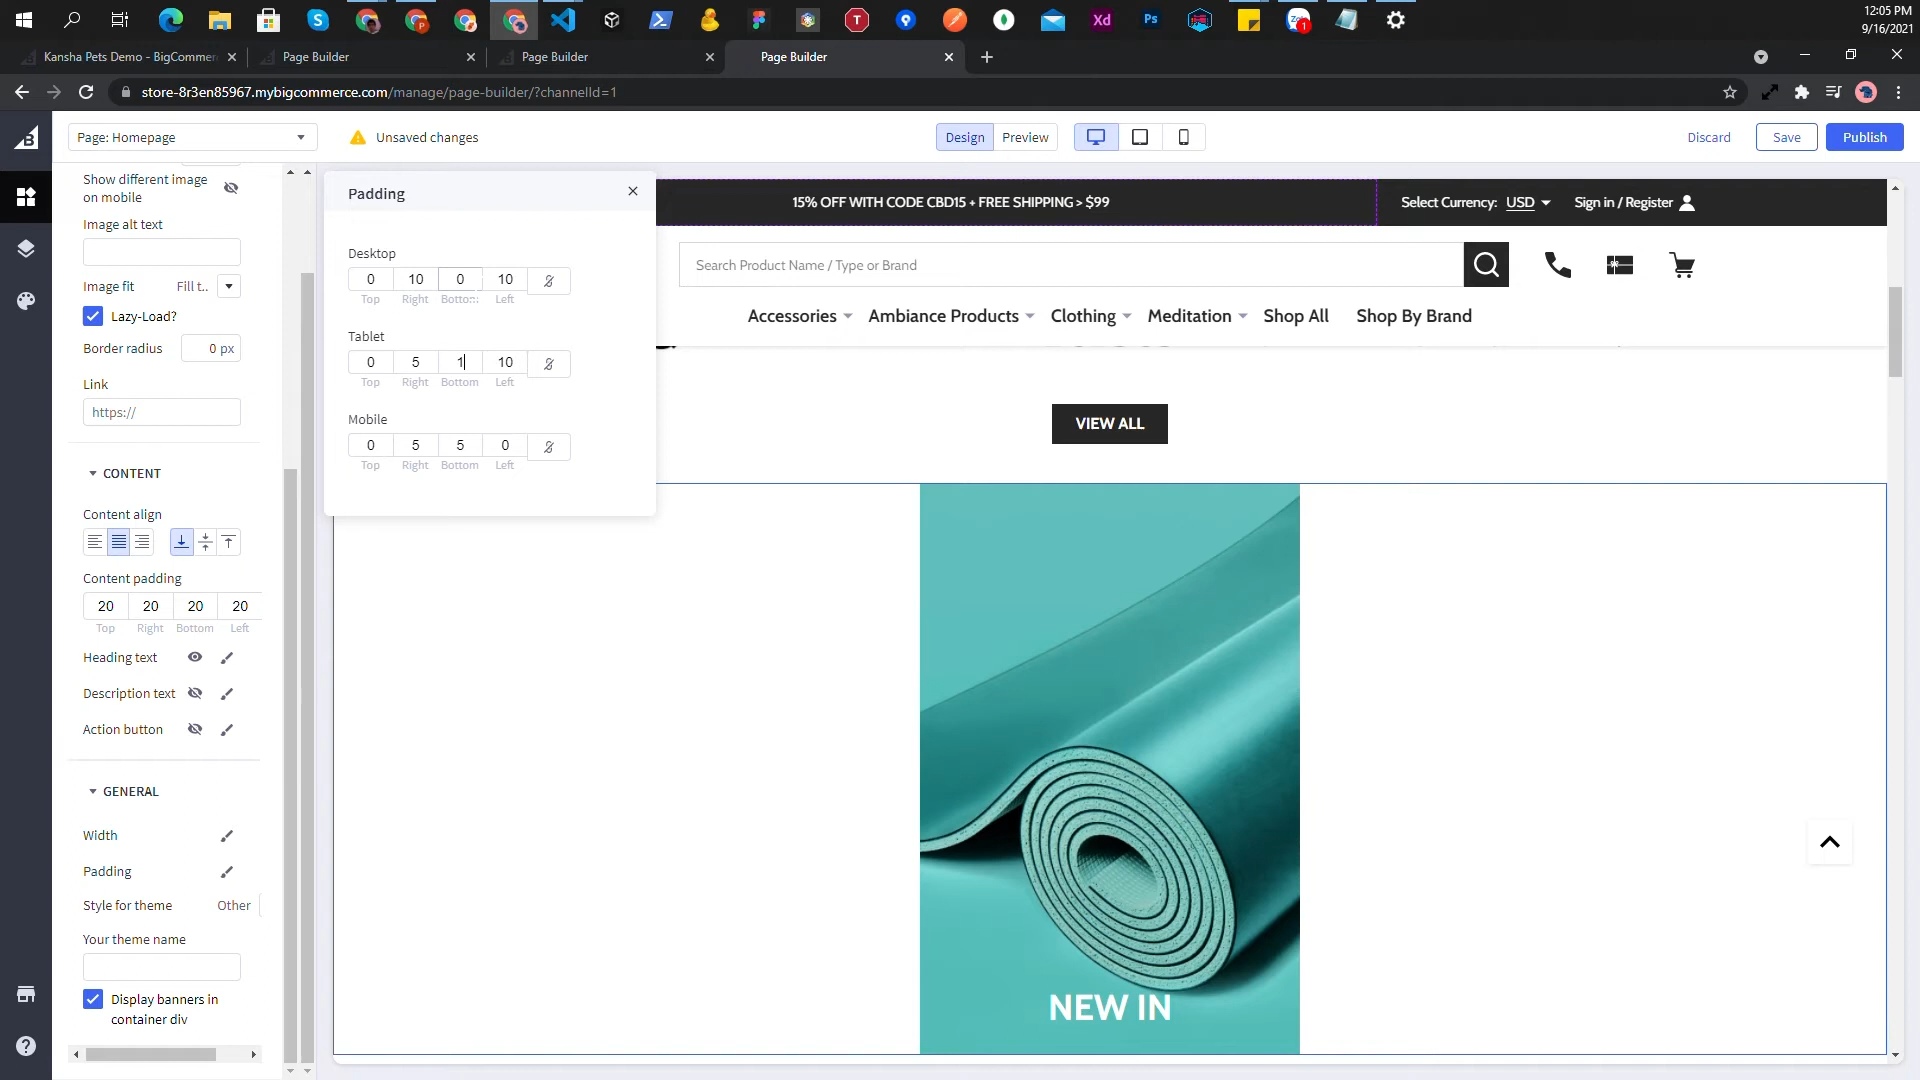 12:05 PM
9/16/2021
Kansha Pets Demo - BigCommer
Page Builder
Page Builder
Page Builder
store-8r3en85967.mybigcommerce.com/manage/page-builder/?channelId=1
Page: Homepage
Unsaved changes
Design
Preview
Discard
Save
Publish
Show different image
on mobile
Image alt text
Image fit
Fill t..
Lazy-Load?
Border radius
0 px
Link
https://
CONTENT
Content align
Content padding
20 20 20 20
Top Right Bottom Left
Heading text
Description text
Action button
GENERAL
Width
Padding
Style for theme
Other
Your theme name
Display banners in
container div
Padding
Desktop
0 10 0 10
Top Right Bottom Left
Tablet
0 5 1 10
Top Right Bottom Left
Mobile
0 5 5 0
Top Right Bottom Left
15% OFF WITH CODE CBD15 + FREE SHIPPING > $99
Select Currency: USD
Sign in / Register
Search Product Name / Type or Brand
Accessories
Ambiance Products
Clothing
Meditation
Shop All
Shop By Brand
VIEW ALL
NEW IN